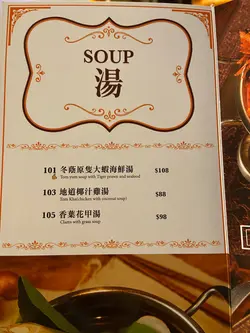 SOUP
湯
101 冬蔭原隻大蝦海鮮湯 $108
Tom yum soup with Tiger prawn and seafood
103 地道椰汁雞湯 $88
Tom Kha(chicken with coconut soup)
105 香葉花甲湯 $98
Clams with grass soup